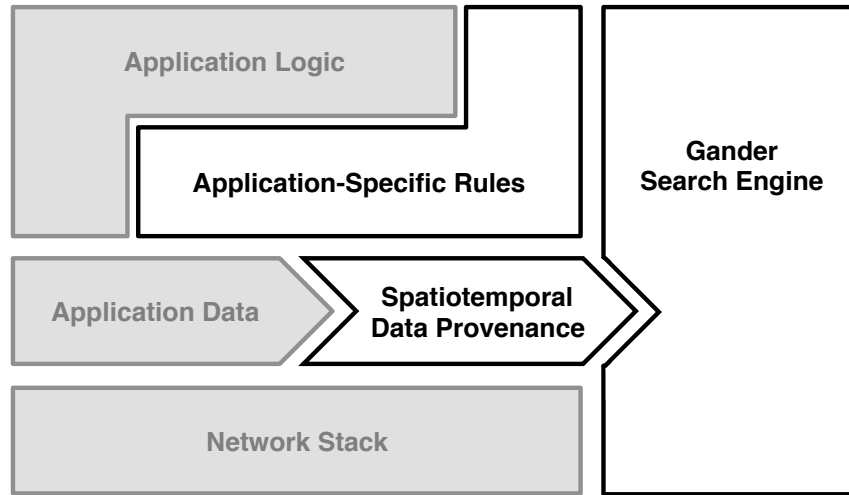 Application Logic
Application-Specific Rules
Gander
Search Engine
Application Data
Spatiotemporal
Data Provenance
Network Stack